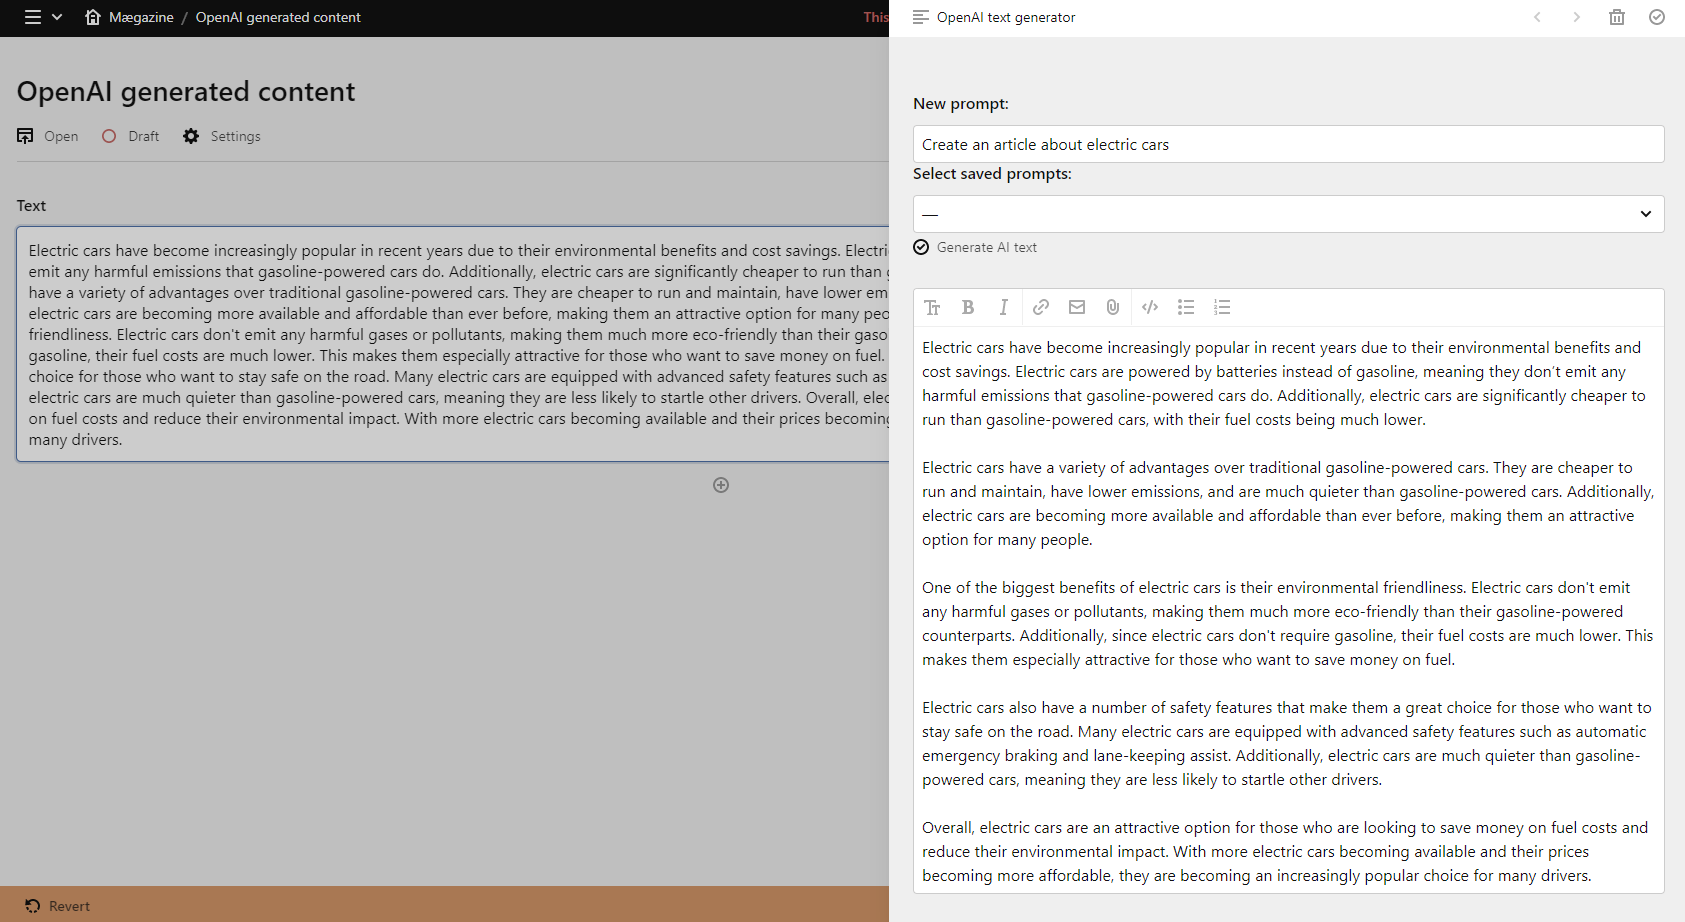 Mægazine / OpenAI generated content
This
OpenAI generated content
Open
Draft
Settings
Text
Electric cars have become increasingly popular in recent years due to their environmental benefits and cost savings. Electri
emit any harmful emissions that gasoline-powered cars do. Additionally, electric cars are significantly cheaper to run than
have a variety of advantages over traditional gasoline-powered cars. They are cheaper to run and maintain, have lower em
electric cars are becoming more available and affordable than ever before, making them an attractive option for many peo
friendliness. Electric cars don't emit any harmful gases or pollutants, making them much more eco-friendly than their gaso
gasoline, their fuel costs are much lower. This makes them especially attractive for those who want to save money on fuel.
choice for those who want to stay safe on the road. Many electric cars are equipped with advanced safety features such as
electric cars are much quieter than gasoline-powered cars, meaning they are less likely to startle other drivers. Overall, elec
on fuel costs and reduce their environmental impact. With more electric cars becoming available and their prices becoming
many drivers.
Revert
OpenAI text generator
New prompt:
Create an article about electric cars
Select saved prompts:
—
Generate AI text
Electric cars have become increasingly popular in recent years due to their environmental benefits and
cost savings. Electric cars are powered by batteries instead of gasoline, meaning they don't emit any
harmful emissions that gasoline-powered cars do. Additionally, electric cars are significantly cheaper to
run than gasoline-powered cars, with their fuel costs being much lower.
Electric cars have a variety of advantages over traditional gasoline-powered cars. They are cheaper to
run and maintain, have lower emissions, and are much quieter than gasoline-powered cars. Additionally,
electric cars are becoming more available and affordable than ever before, making them an attractive
option for many people.
One of the biggest benefits of electric cars is their environmental friendliness. Electric cars don't emit
any harmful gases or pollutants, making them much more eco-friendly than their gasoline-powered
counterparts. Additionally, since electric cars don't require gasoline, their fuel costs are much lower. This
makes them especially attractive for those who want to save money on fuel.
Electric cars also have a number of safety features that make them a great choice for those who want to
stay safe on the road. Many electric cars are equipped with advanced safety features such as automatic
emergency braking and lane-keeping assist. Additionally, electric cars are much quieter than gasoline-
powered cars, meaning they are less likely to startle other drivers.
Overall, electric cars are an attractive option for those who are looking to save money on fuel costs and
reduce their environmental impact. With more electric cars becoming available and their prices
becoming more affordable, they are becoming an increasingly popular choice for many drivers.